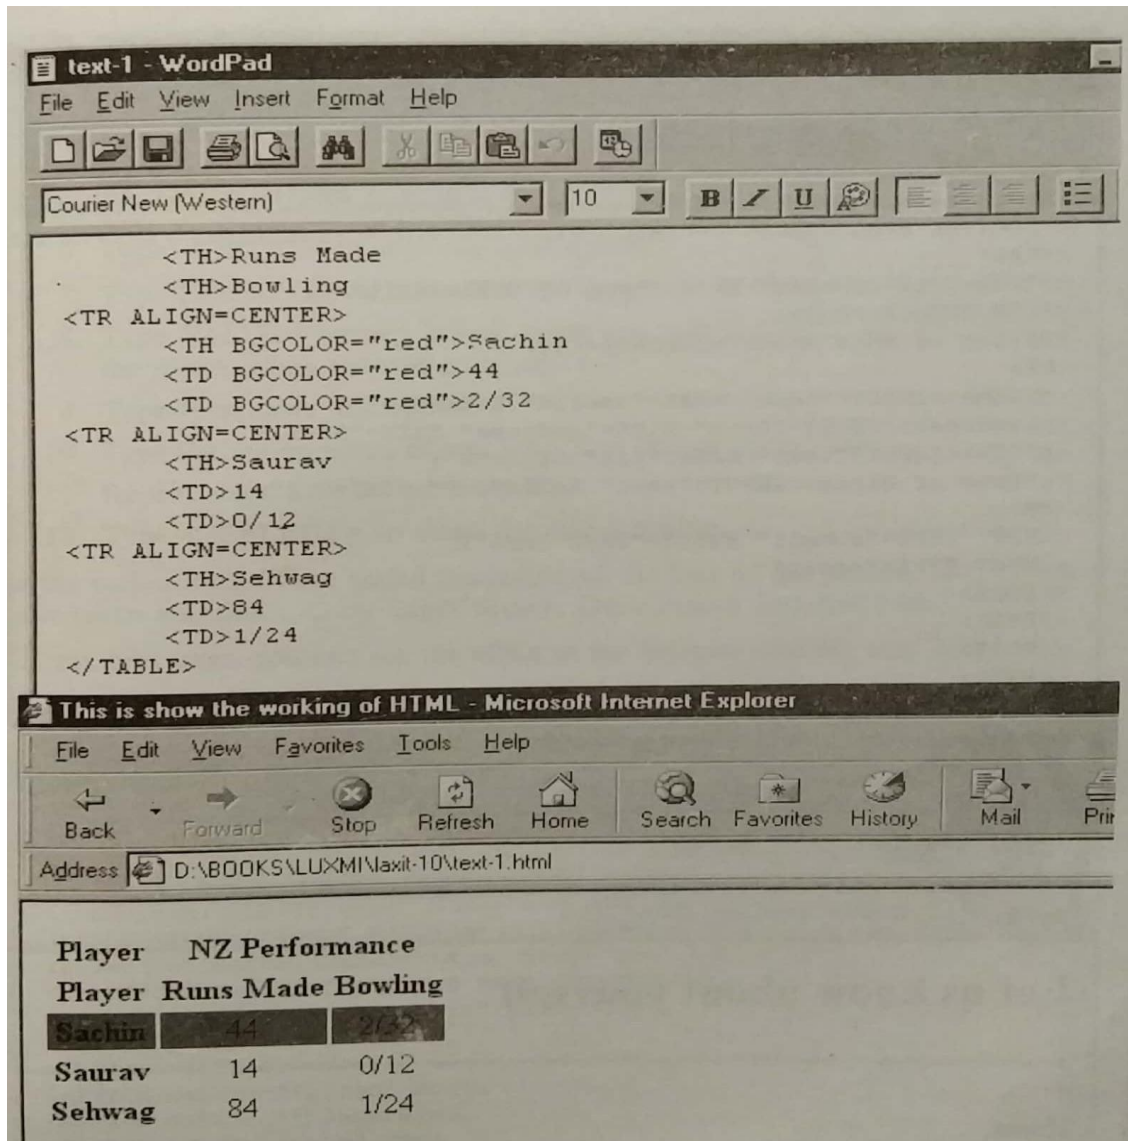 text-1 - WordPad
File Edit View Insert Format Help
Courier New (Western) 10 B I U
<TH>Runs Made
<TH>Bowling
<TR ALIGN=CENTER>
<TH BGCOLOR="red">Sachin
<TD BGCOLOR="red">44
<TD BGCOLOR="red">2/32
<TR ALIGN=CENTER>
<TH>Saurav
<TD>14
<TD>0/12
<TR ALIGN=CENTER>
<TH>Sehwag
<TD>84
<TD>1/24
</TABLE>
This is show the working of HTML - Microsoft Internet Explorer
File Edit View Favorites Tools Help
Back Forward Stop Refresh Home Search Favorites History Mail Prin
Address D:\BOOKS\LUXMI\laxit-10\text-1.html
Player NZ Performance
Player Runs Made Bowling
Sachin 44 2/32
Saurav 14 0/12
Sehwag 84 1/24